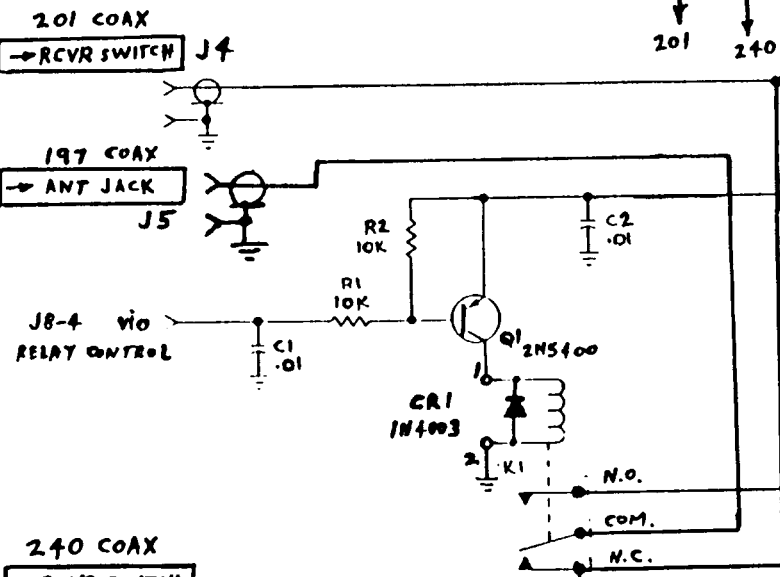 201 COAX
→ RCVR SWITCH J4
201 240
197 COAX
→ ANT JACK
J5
R2
10K
C2
.01
R1
10K
J8-4 vio
RELAY CONTROL
C1
.01
Q1
2N5400
1
CR1
1N4003
2 K1
N.O.
COM.
N.C.
240 COAX